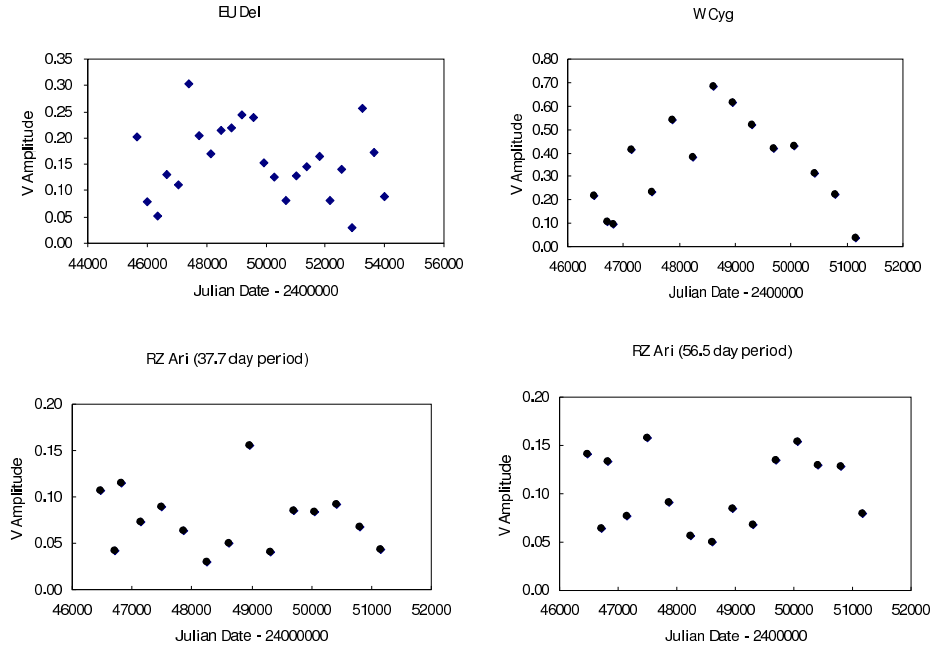 EU Del
0.35
0.30
0.25
0.20
0.15
0.10
0.05
0.00
V Amplitude
44000 46000 48000 50000 52000 54000 56000
Julian Date - 2400000
W Cyg
0.80
0.70
0.60
0.50
0.40
0.30
0.20
0.10
0.00
V Amplitude
46000 47000 48000 49000 50000 51000 52000
Julian Date - 2400000
RZ Ari (37.7 day period)
0.20
0.15
0.10
0.05
0.00
V Amplitude
46000 47000 48000 49000 50000 51000 52000
Julian Date - 24000000
RZ Ari (56.5 day period)
0.20
0.15
0.10
0.05
0.00
V Amplitude
46000 47000 48000 49000 50000 51000 52000
Julian Date - 2400000